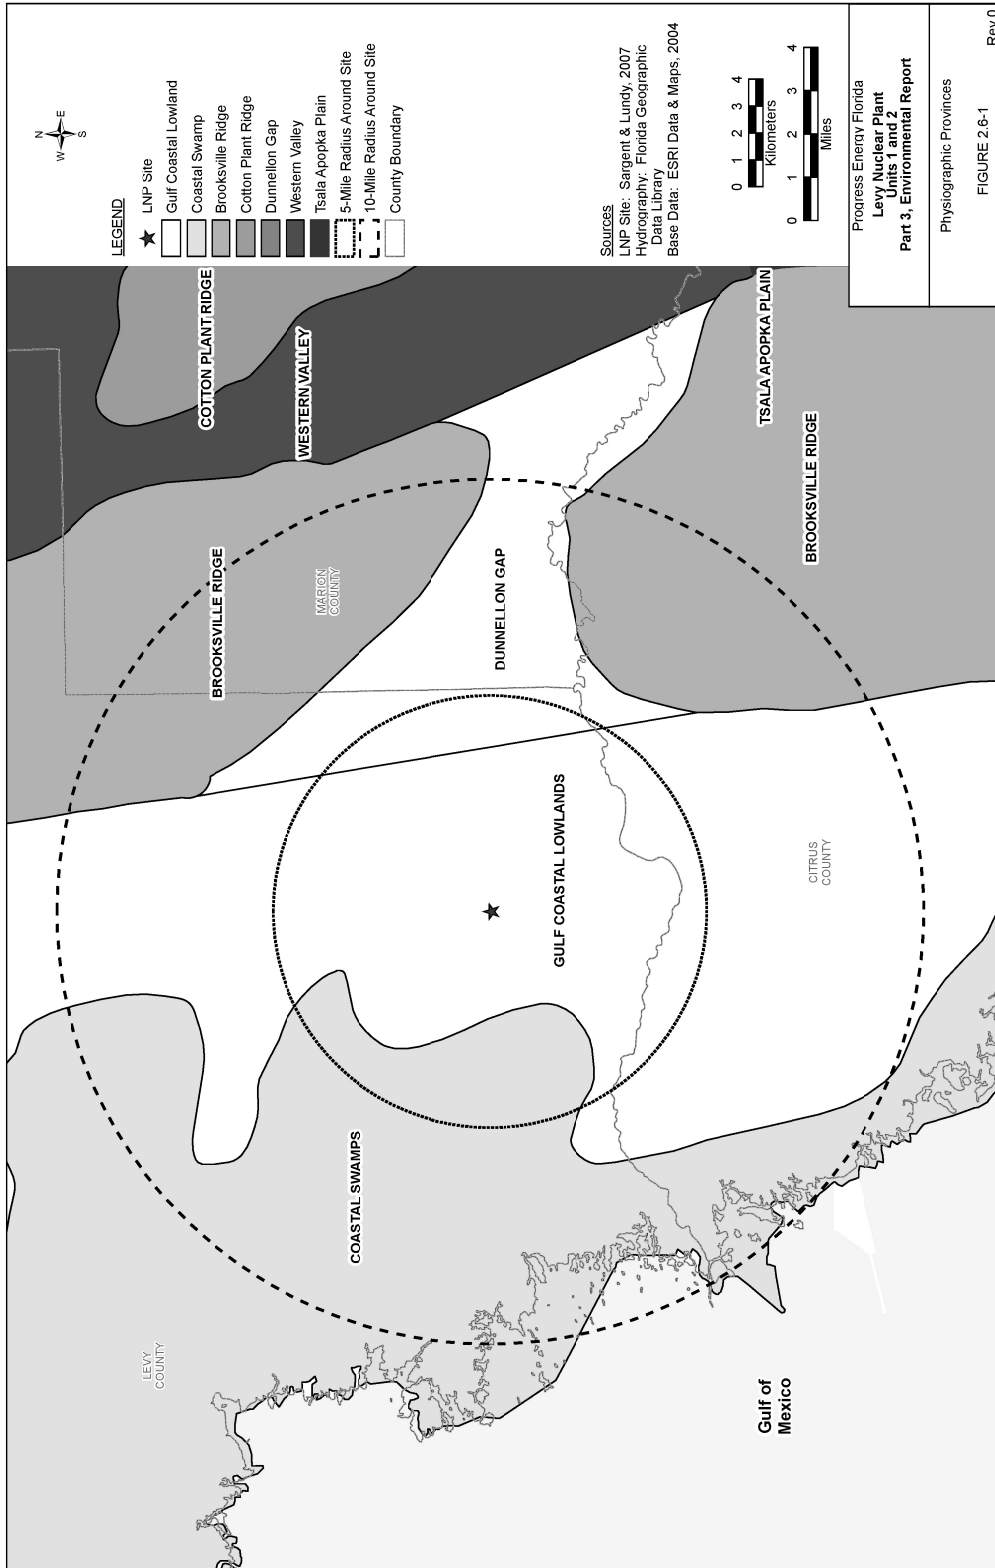 N
W
E
S
LEGEND
LNP Site
Gulf Coastal Lowland
Coastal Swamp
Brooksville Ridge
Cotton Plant Ridge
Dunnellon Gap
Western Valley
Tsala Apopka Plain
5-Mile Radius Around Site
10-Mile Radius Around Site
County Boundary
Sources
LNP Site: Sargent & Lundy, 2007
Hydrography: Florida Geographic
Data Library
Base Data: ESRI Data & Maps, 2004
0 1 2 3 4
Kilometers
0 1 2 3 4
Miles
Progress Energy Florida
Levy Nuclear Plant
Units 1 and 2
Part 3, Environmental Report
Physiographic Provinces
FIGURE 2.6-1
Rev 0
COTTON PLANT RIDGE
WESTERN VALLEY
TSALA APOPKA PLAIN
BROOKSVILLE RIDGE
MARION
COUNTY
DUNNELLON GAP
BROOKSVILLE RIDGE
GULF COASTAL LOWLANDS
CITRUS
COUNTY
COASTAL SWAMPS
LEVY
COUNTY
Gulf of
Mexico